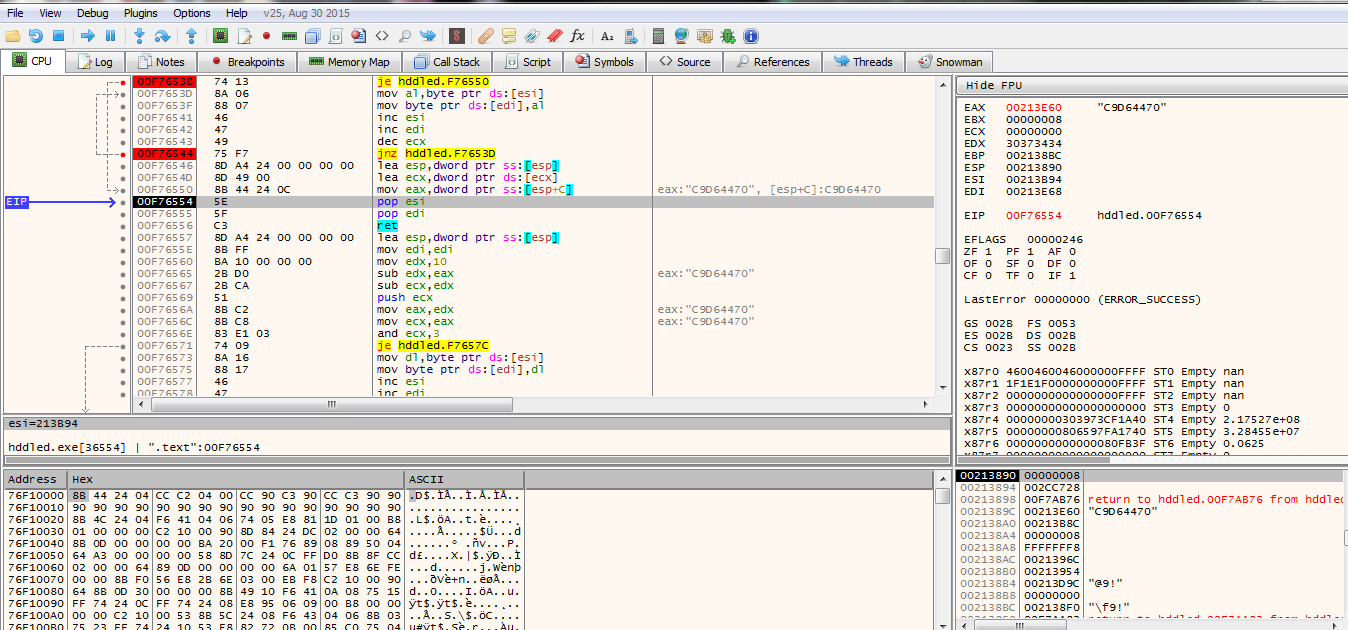 File View Debug Plugins Options Help v25, Aug 30 2015
CPU Log Notes Breakpoints Memory Map Call Stack Script Symbols Source References Threads Snowman
00F7653B 74 13 je hddled.F76550
00F7653D 8A 06 mov al,byte ptr ds:[esi]
00F7653F 88 07 mov byte ptr ds:[edi],al
00F76541 46 inc esi
00F76542 47 inc edi
00F76543 49 dec ecx
00F76544 75 F7 jnz hddled.F7653D
00F76546 8D A4 24 00 00 00 00 lea esp,dword ptr ss:[esp]
00F7654D 8D 49 00 lea ecx,dword ptr ds:[ecx]
00F76550 8B 44 24 0C mov eax,dword ptr ss:[esp+C] eax:"C9D64470", [esp+C]:C9D64470
EIP 00F76554 5E pop esi
00F76555 5F pop edi
00F76556 C3 ret
00F76557 8D A4 24 00 00 00 00 lea esp,dword ptr ss:[esp]
00F7655E 8B FF mov edi,edi
00F76560 BA 10 00 00 00 mov edx,10
00F76565 2B D0 sub edx,eax eax:"C9D64470"
00F76567 2B CA sub ecx,edx
00F76569 51 push ecx
00F7656A 8B C2 mov eax,edx eax:"C9D64470"
00F7656C 8B C8 mov ecx,eax eax:"C9D64470"
00F7656E 83 E1 03 and ecx,3
00F76571 74 09 je hddled.F7657C
00F76573 8A 16 mov dl,byte ptr ds:[esi]
00F76575 88 17 mov byte ptr ds:[edi],dl
00F76577 46 inc esi
00F76578 47 inc edi
Hide FPU
EAX 00213E60 "C9D64470"
EBX 00000008
ECX 00000000
EDX 30373434
EBP 002138BC
ESP 00213890
ESI 00213B94
EDI 00213E68
EIP 00F76554 hddled.00F76554
EFLAGS 00000246
ZF 1 PF 1 AF 0
OF 0 SF 0 DF 0
CF 0 TF 0 IF 1
LastError 00000000 (ERROR_SUCCESS)
GS 002B FS 0053
ES 002B DS 002B
CS 0023 SS 002B
x87r0 4600460046000000FFFF ST0 Empty nan
x87r1 1F1E1F0000000000FFFF ST1 Empty nan
x87r2 0000000000000000FFFF ST2 Empty nan
x87r3 00000000000000000000 ST3 Empty 0
x87r4 00000000303973CF1A40 ST4 Empty 2.17527e+08
x87r5 00000000806597FA1740 ST5 Empty 3.28455e+07
x87r6 000000000000080FB3F ST6 Empty 0.0625
esi=213B94
hddled.exe[36554] | ".text":00F76554
Address Hex ASCII
76F10000 8B 44 24 04 CC C2 04 00 CC 90 C3 90 CC C3 90 90
76F10010 90 90 90 90 90 90 90 90 90 90 90 90 90 90 90 90
76F10020 8B 4C 24 04 F6 41 04 06 74 05 E8 81 1D 01 00 B8
76F10030 01 00 00 00 C2 10 00 90 8D 84 24 DC 02 00 00 64
76F10040 8B 0D 00 00 00 00 BA 20 00 F1 76 89 08 89 50 04
76F10050 64 A3 00 00 00 00 58 8D 7C 24 0C FF D0 8B 8F CC
76F10060 02 00 00 64 89 0D 00 00 00 00 6A 01 57 E8 6E FE
76F10070 00 00 8B F0 56 E8 2B 6E 03 00 EB F8 C2 10 00 90
76F10080 64 8B 0D 30 00 00 00 8B 49 10 F6 41 0A 08 75 15
76F10090 FF 74 24 0C FF 74 24 08 E8 95 06 09 00 B8 00 00
76F100A0 00 00 C2 10 00 53 8B 5C 24 08 F6 43 04 06 8B 03
00213890 00000008
00213894 002CC728
00213898 00F7AB76 return to hddled.00F7AB76 from hddled
0021389C 00213E60 "C9D64470"
002138A0 00213B8C
002138A4 00000008
002138A8 FFFFFFF8
002138AC 0021396C
002138B0 00213954
002138B4 00213D9C "@9!"
002138B8 00000000
002138BC 002138F0 "\f9!"